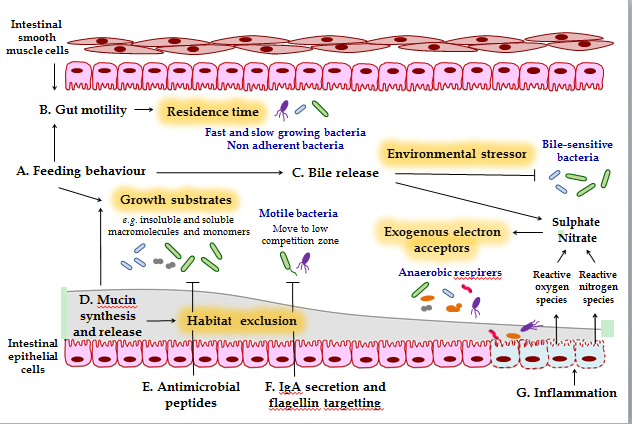 Intestinal
smooth
muscle cells
B. Gut motility
Residence time
Fast and slow growing bacteria
Non adherent bacteria
Environmental stressor
Bile-sensitive
bacteria
A. Feeding behaviour
C. Bile release
Growth substrates
e.g. insoluble and soluble
macromolecules and monomers
Motile bacteria
Move to low
competition zone
Exogenous electron
acceptors
Sulphate
Nitrate
Anaerobic respirers
Reactive
oxygen
species
Reactive
nitrogen
species
D. Mucin
synthesis
and release
Habitat exclusion
Intestinal
epithelial
cells
E. Antimicrobial
peptides
F. IgA secretion and
flagellin targetting
G. Inflammation